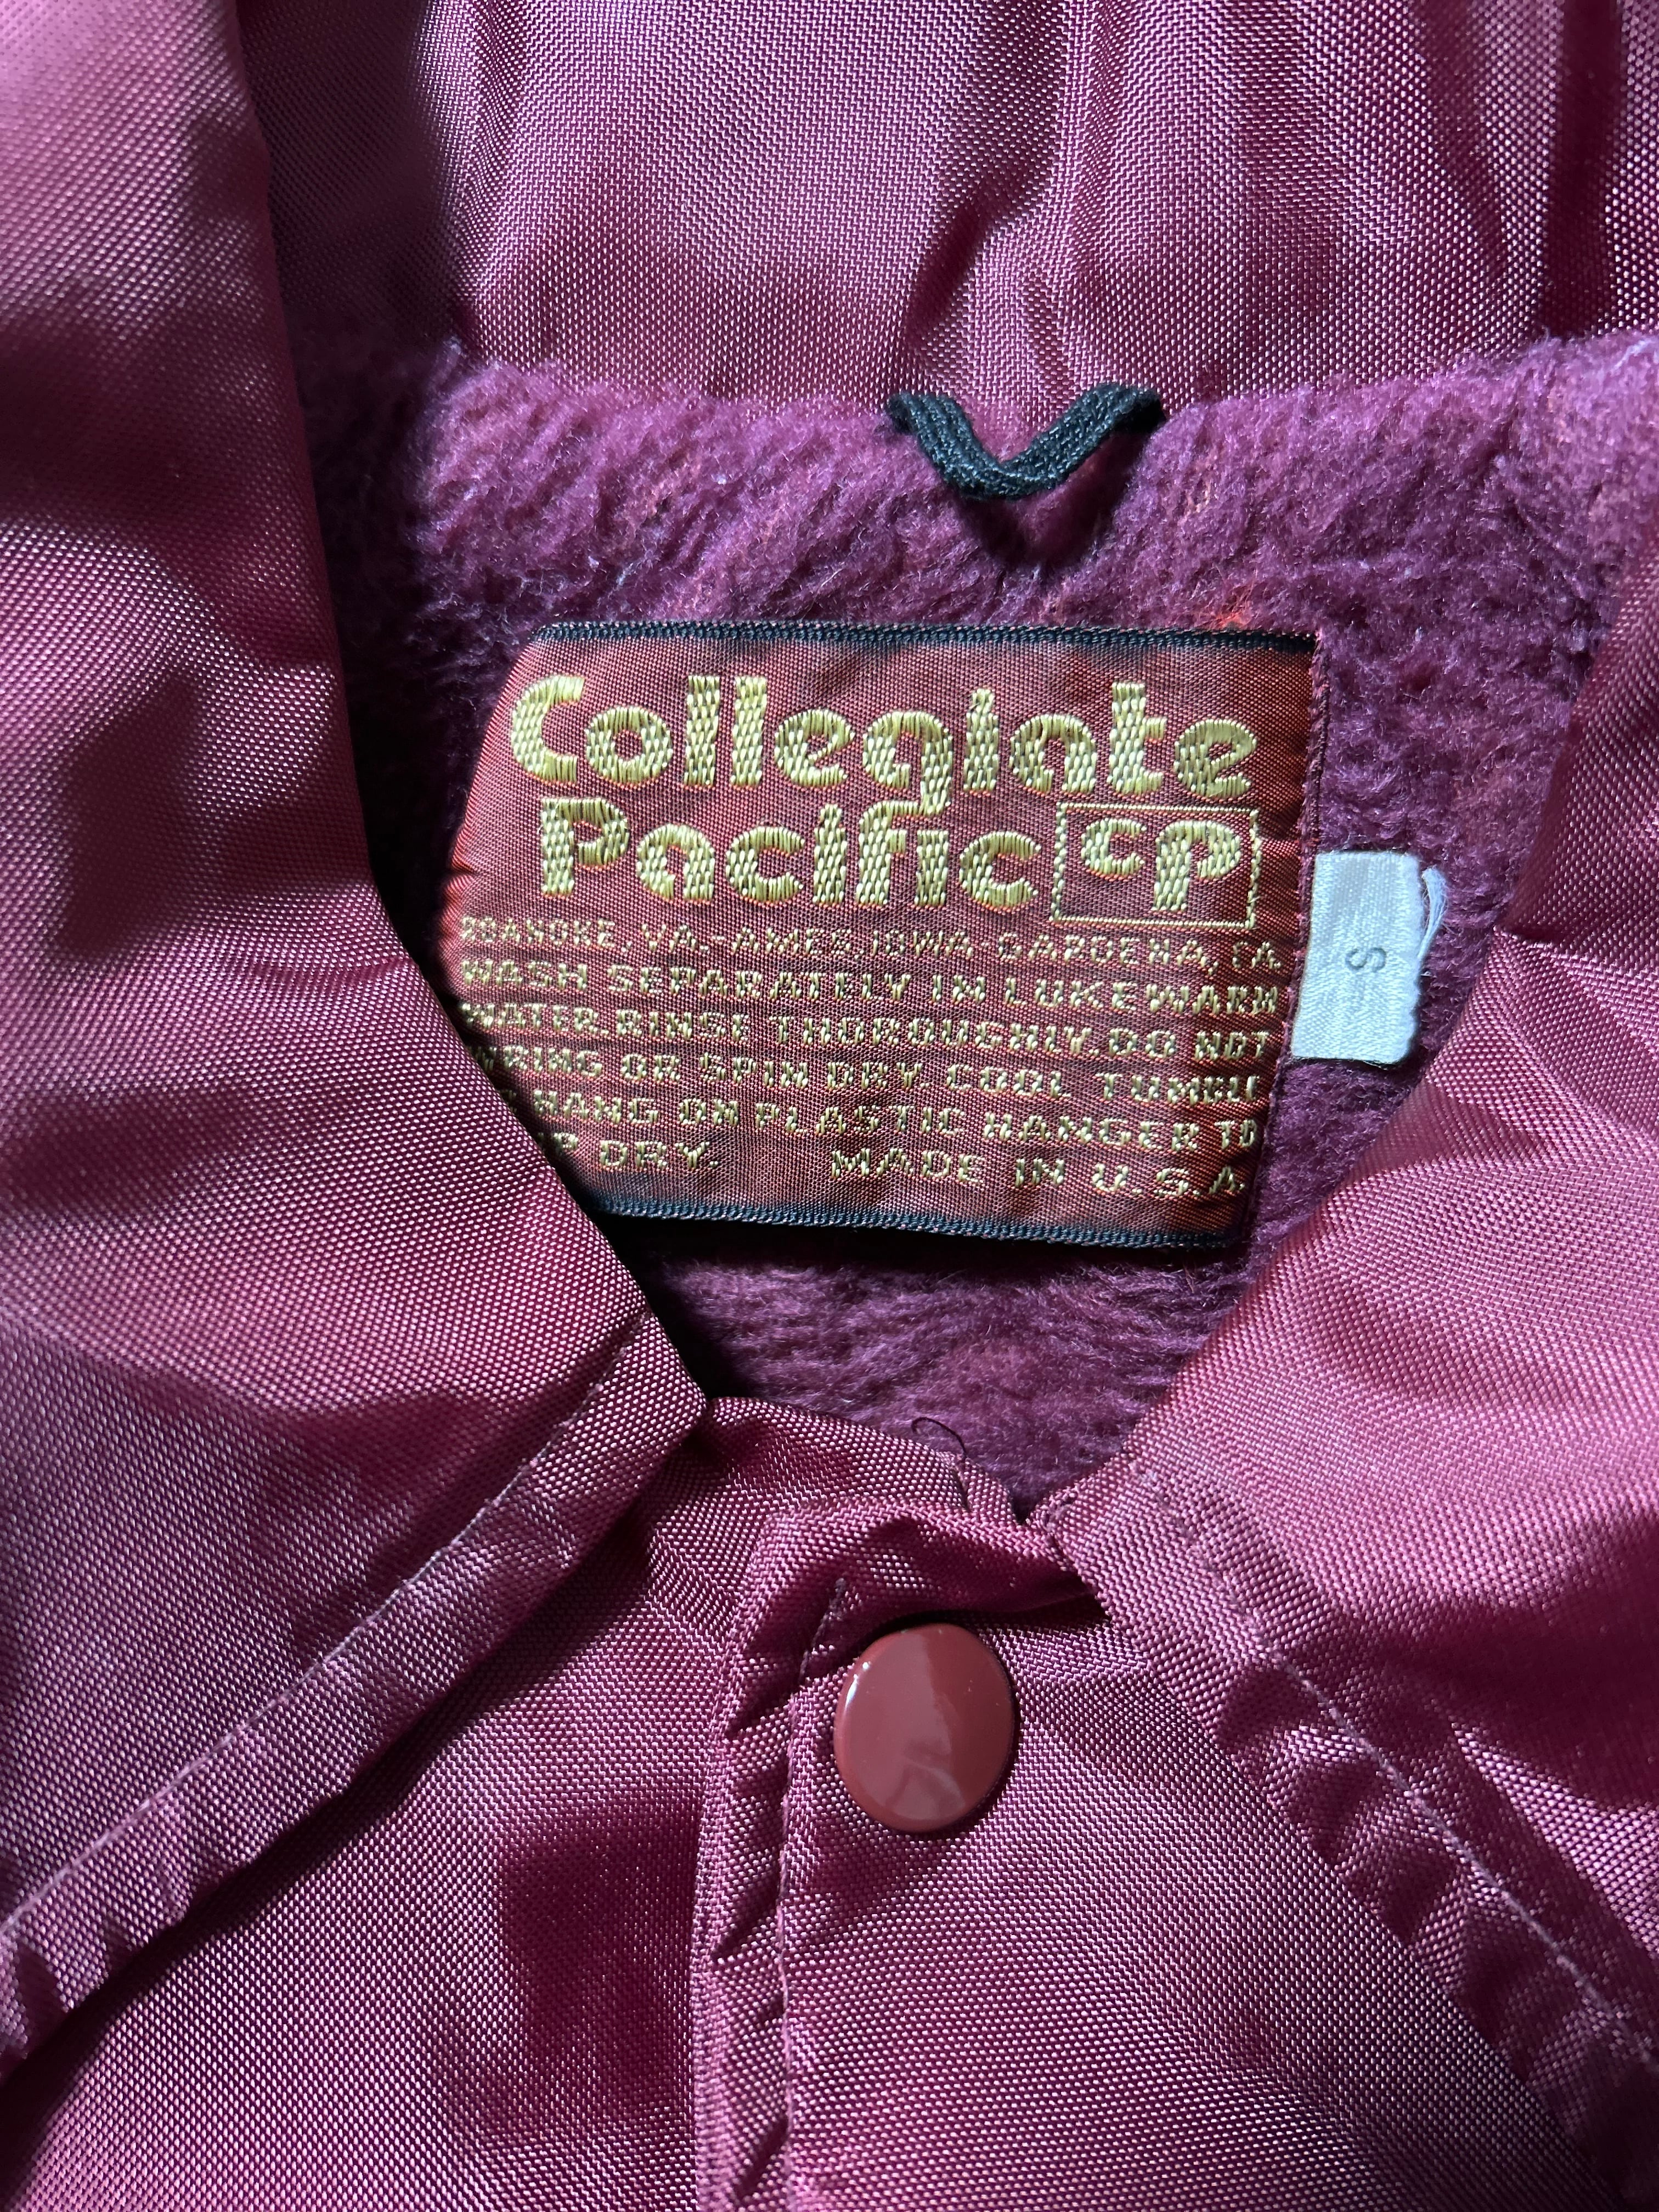 Collegiate
Pacific CP
ROANOKE, VA.-AMES, IOWA-GARDENA, CA
WASH SEPARATELY IN LUKEWARM
WATER. RINSE THOROUGHLY. DO NOT
WRING OR SPIN DRY. COOL TUMBLE
HANG ON PLASTIC HANGER TO
DRY. MADE IN U.S.A.
S